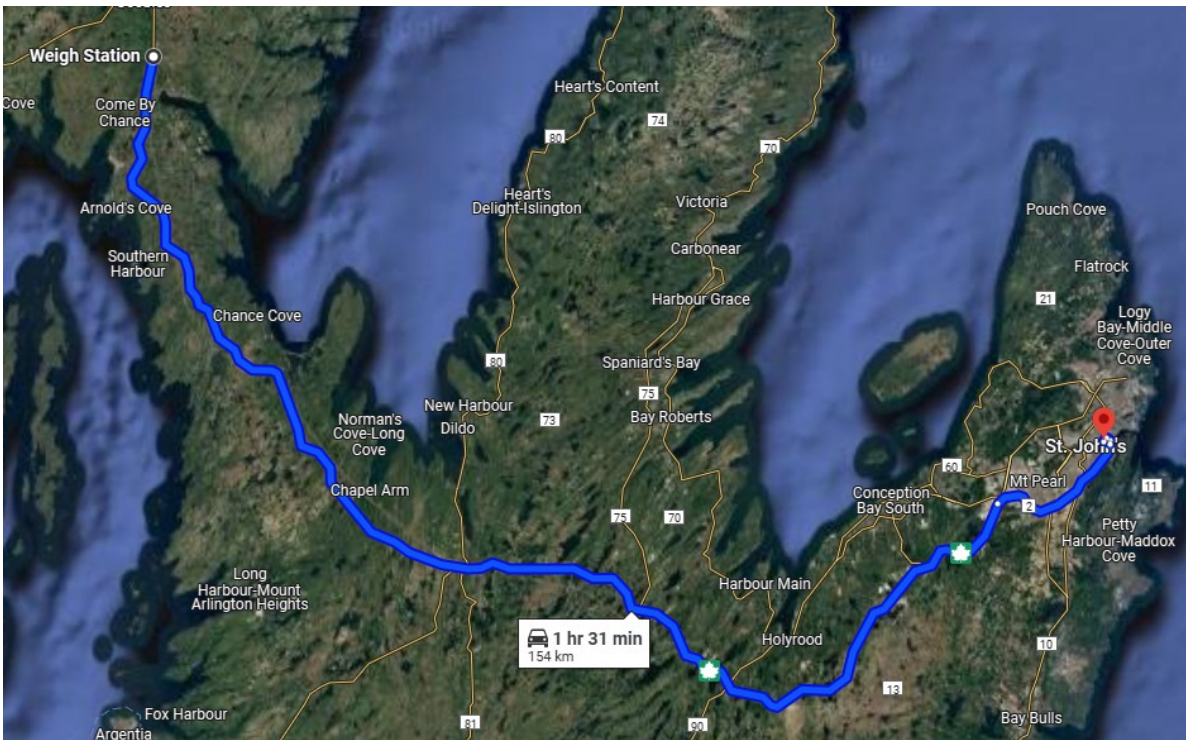 Weigh Station
Cove
Come By
Chance
Heart's Content
74
80
70
Arnold's Cove
Heart's
Delight-Islington
Victoria
Pouch Cove
Southern
Harbour
Carbonear
Flatrock
Chance Cove
Harbour Grace
21
Logy
Bay-Middle
Cove-Outer
Cove
80
Spaniard's Bay
75
New Harbour
Norman's
Cove-Long
Cove
Dildo
73
Bay Roberts
St. John's
60
Chapel Arm
Mt Pearl
11
Conception
Bay South
2
75
70
Petty
Harbour-Maddox
Cove
Long
Harbour-Mount
Arlington Heights
Harbour Main
1 hr 31 min
154 km
Holyrood
10
13
Fox Harbour
Argentia
81
90
Bay Bulls